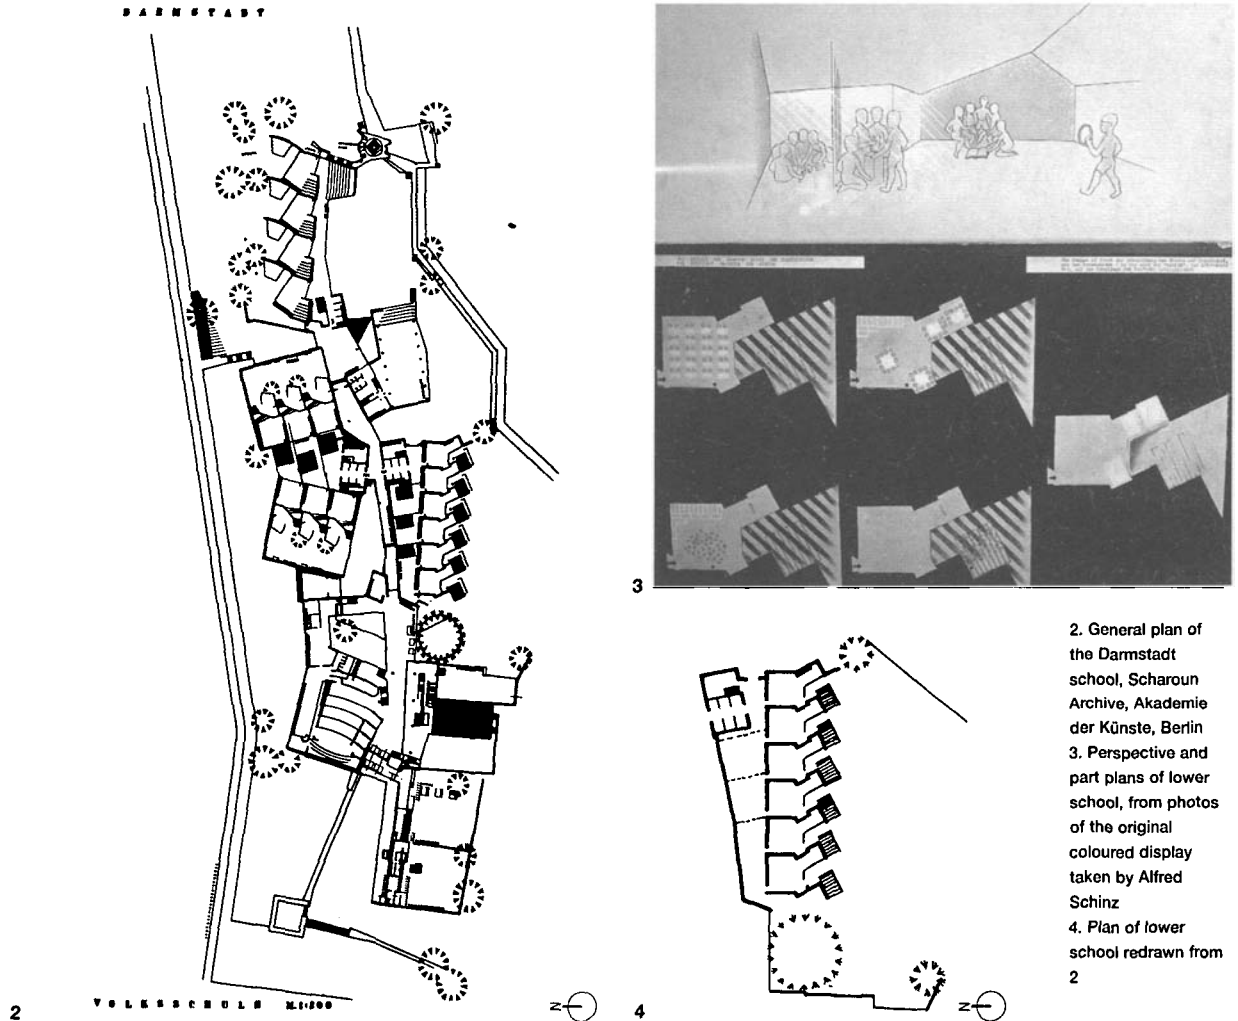 DARMSTADT
2. General plan of
the Darmstadt
school, Scharoun
Archive, Akademie
der Künste, Berlin
3. Perspective and
part plans of lower
school, from photos
of the original
coloured display
taken by Alfred
Schinz
4. Plan of lower
school redrawn from
2
3
VOLKSSCHULE M.1:200
N
2
N
4